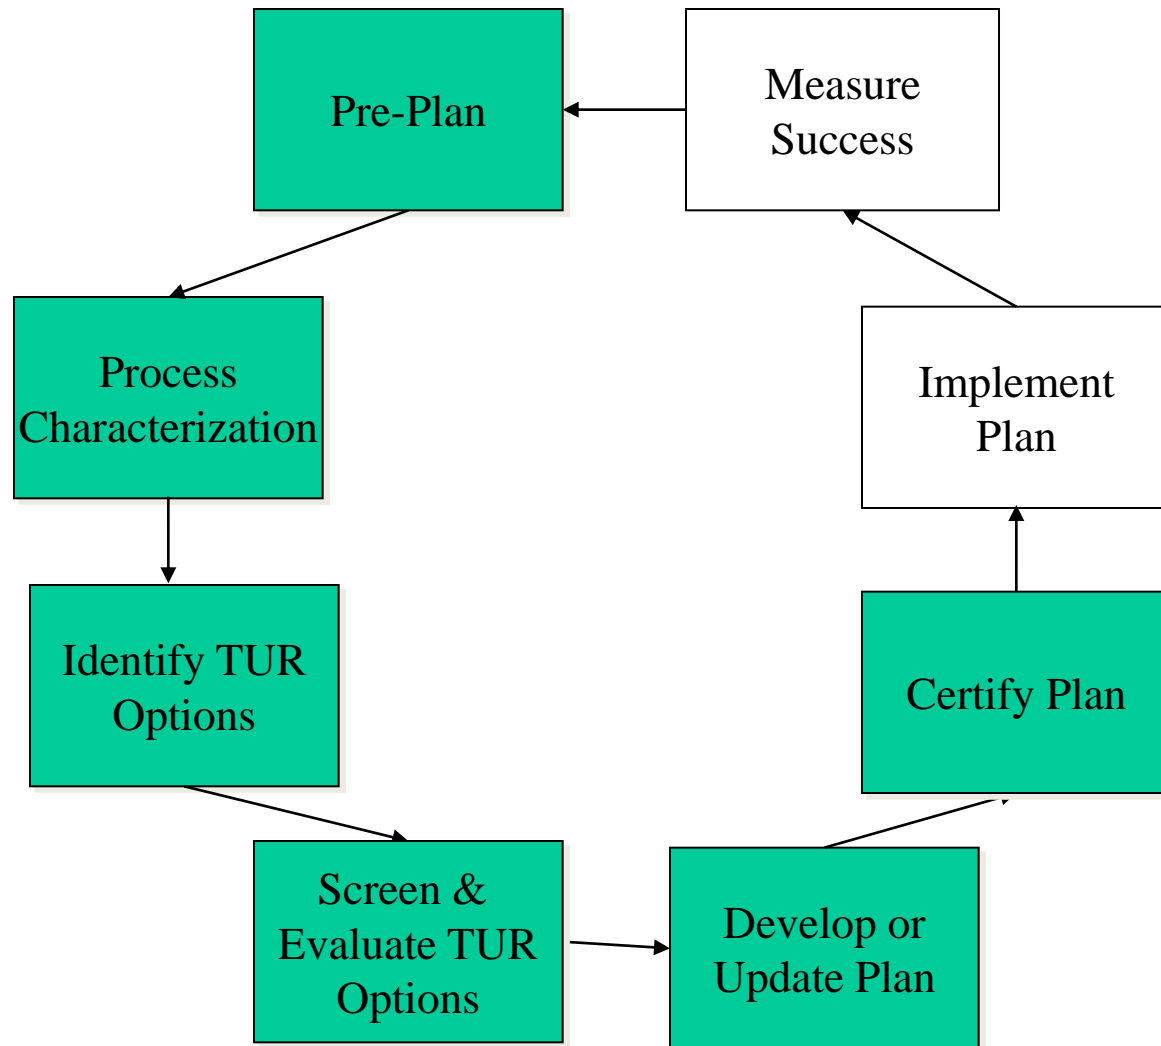 Pre-Plan
Measure
Success
Process
Characterization
Implement
Plan
Identify TUR
Options
Certify Plan
Screen &
Evaluate TUR
Options
Develop or
Update Plan